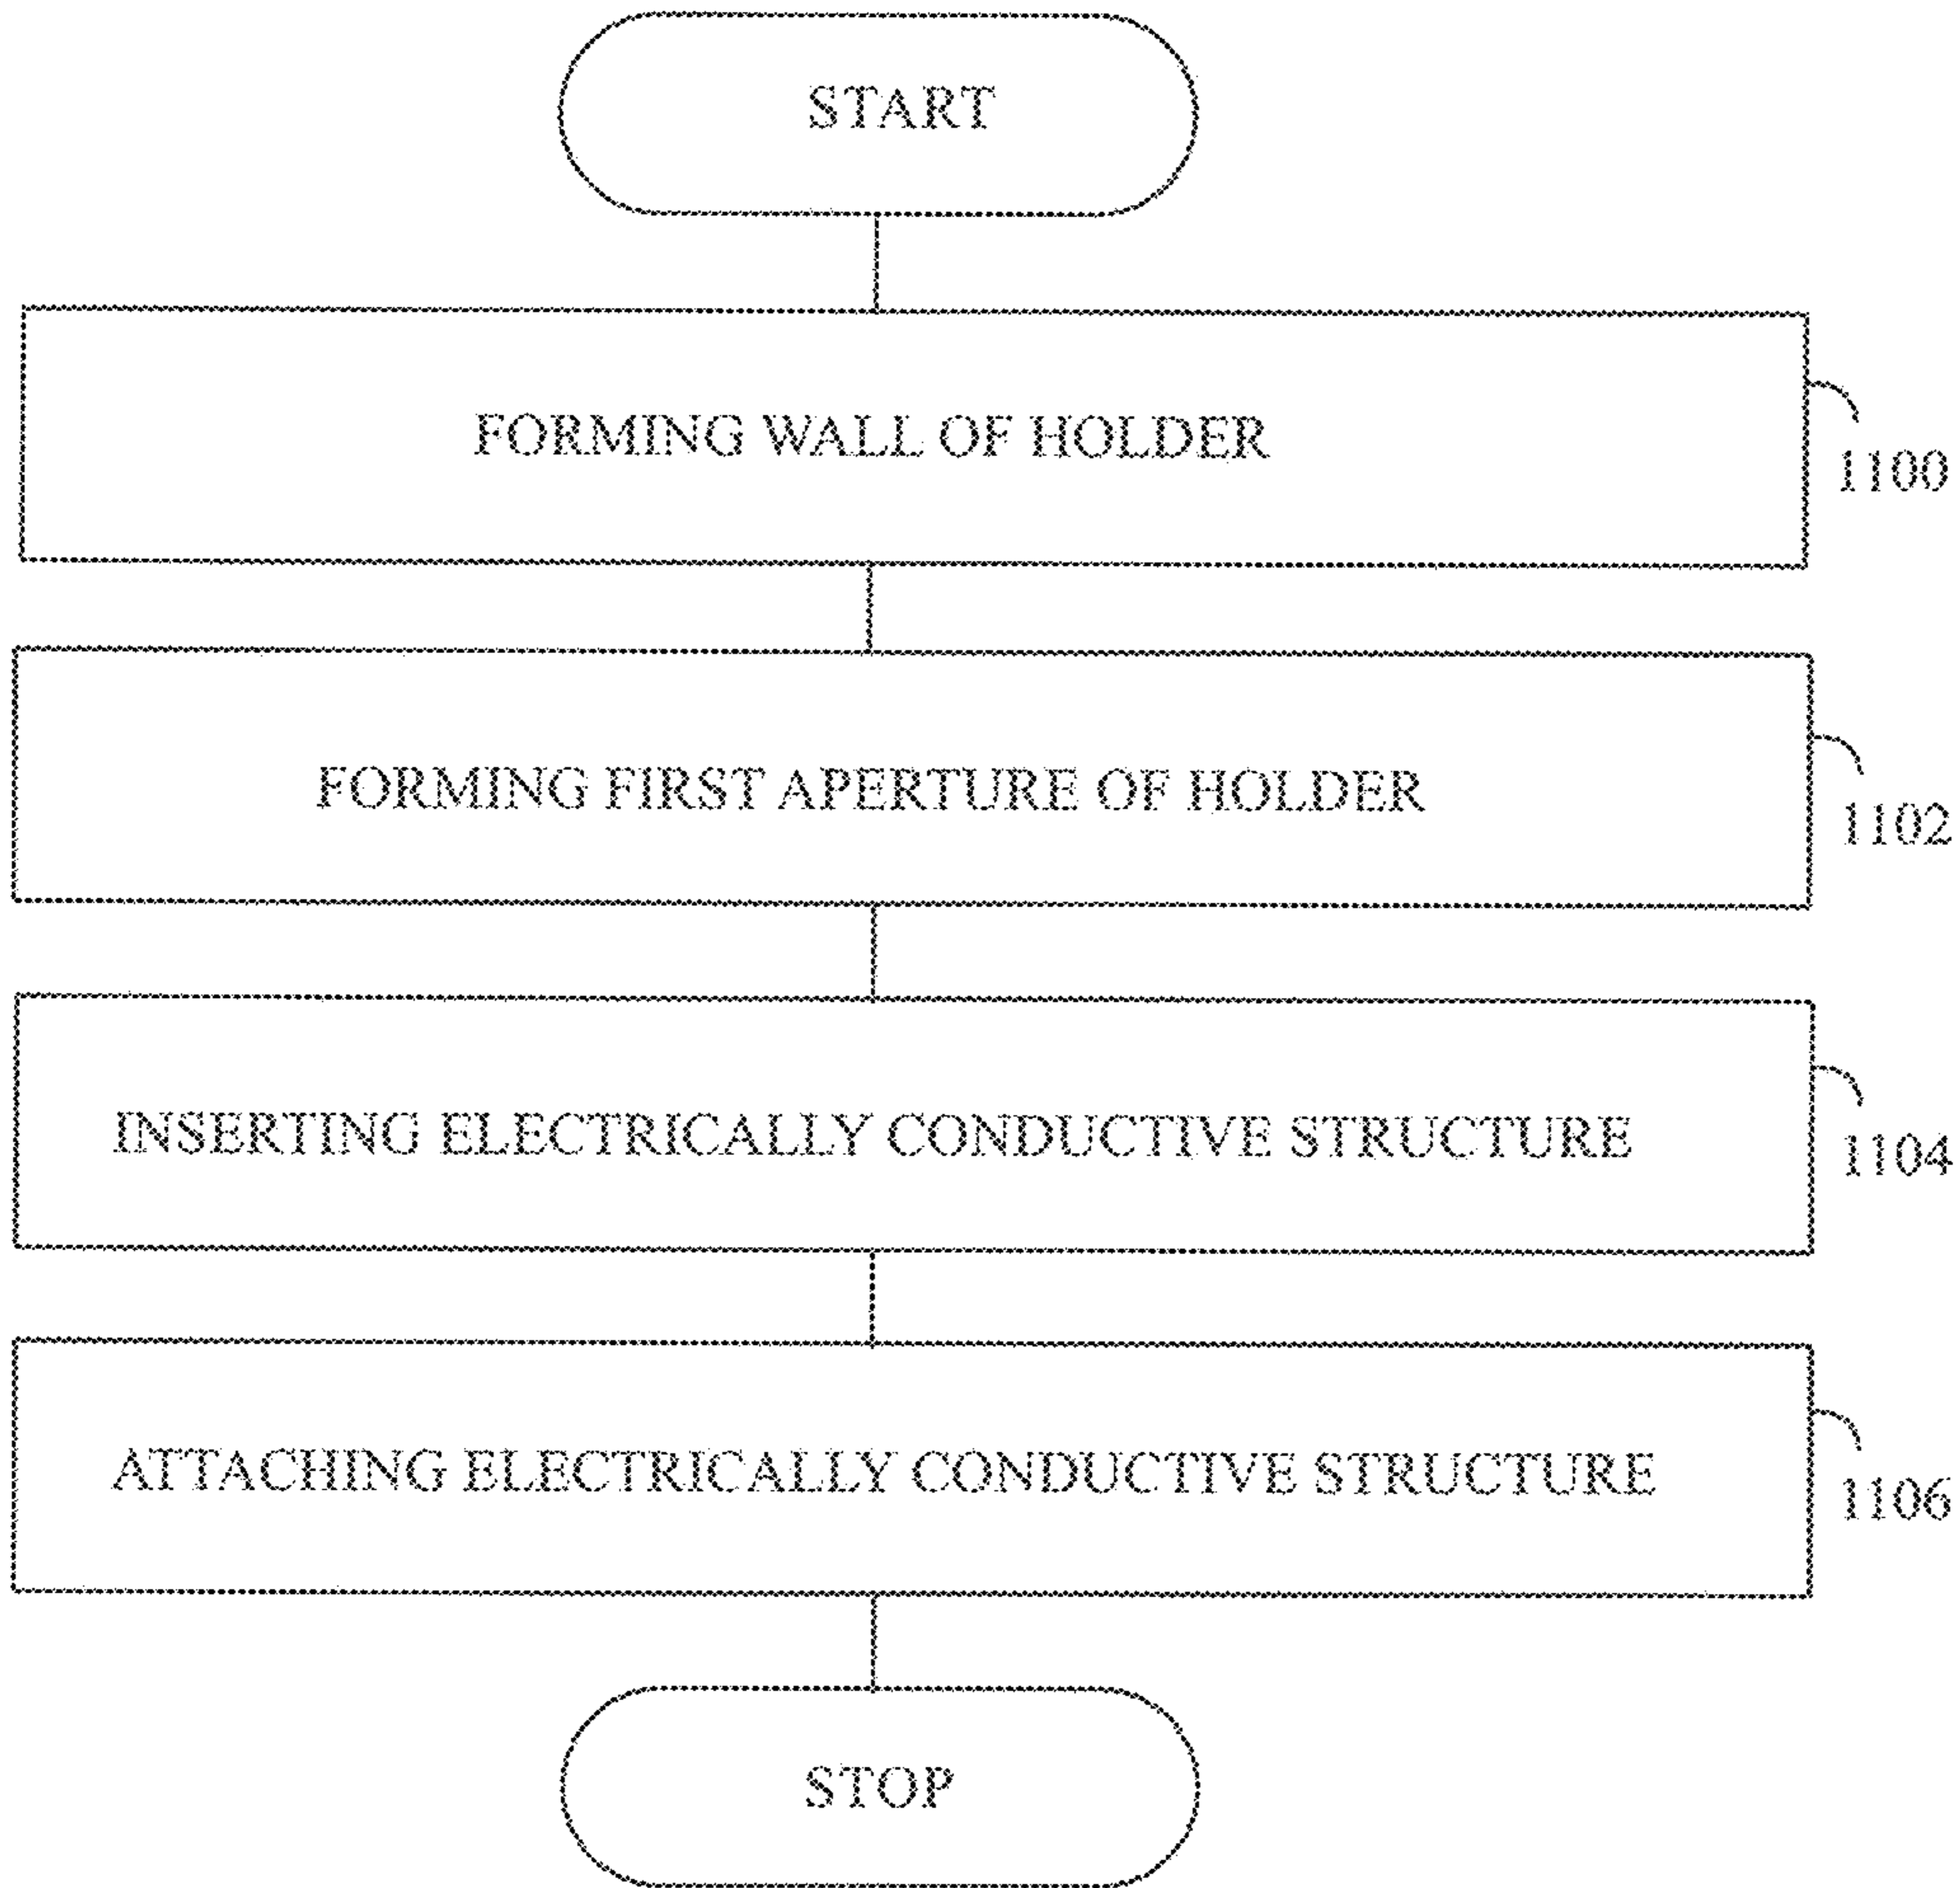 START
FORMING WALL OF HOLDER
1100
FORMING FIRST APERTURE OF HOLDER
1102
INSERTING ELECTRICALLY CONDUCTIVE STRUCTURE
1104
ATTACHING ELECTRICALLY CONDUCTIVE STRUCTURE
1106
STOP